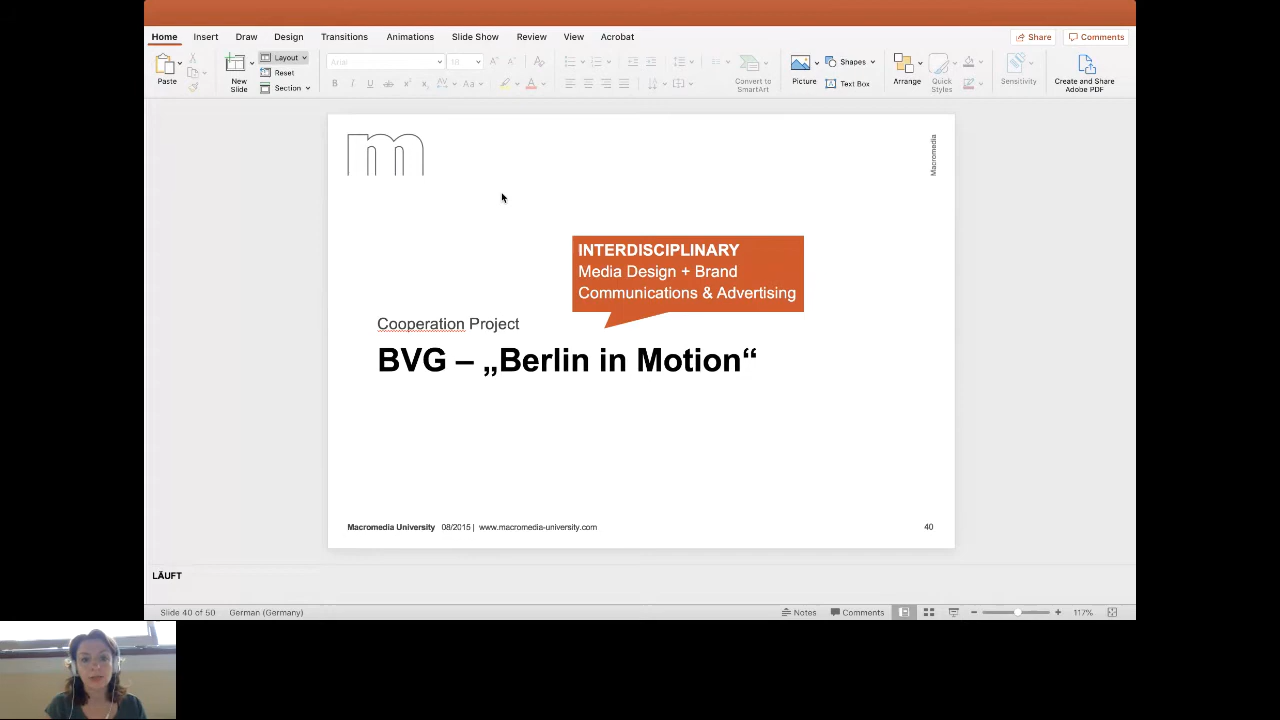 Home Insert Draw Design Transitions Animations Slide Show Review View Acrobat Share Comments
Paste
New
Slide
Layout
Reset
Section
Arial 18
Convert to
SmartArt
Picture
Shapes
Text Box
Arrange
Quick
Styles
Sensitivity
Create and Share
Adobe PDF
m
Macromedia
INTERDISCIPLINARY
Media Design + Brand
Communications & Advertising
Cooperation Project
BVG – „Berlin in Motion“
Macromedia University 08/2015 | www.macromedia-university.com 40
LÄUFT
Slide 40 of 50 German (Germany) Notes Comments 117%